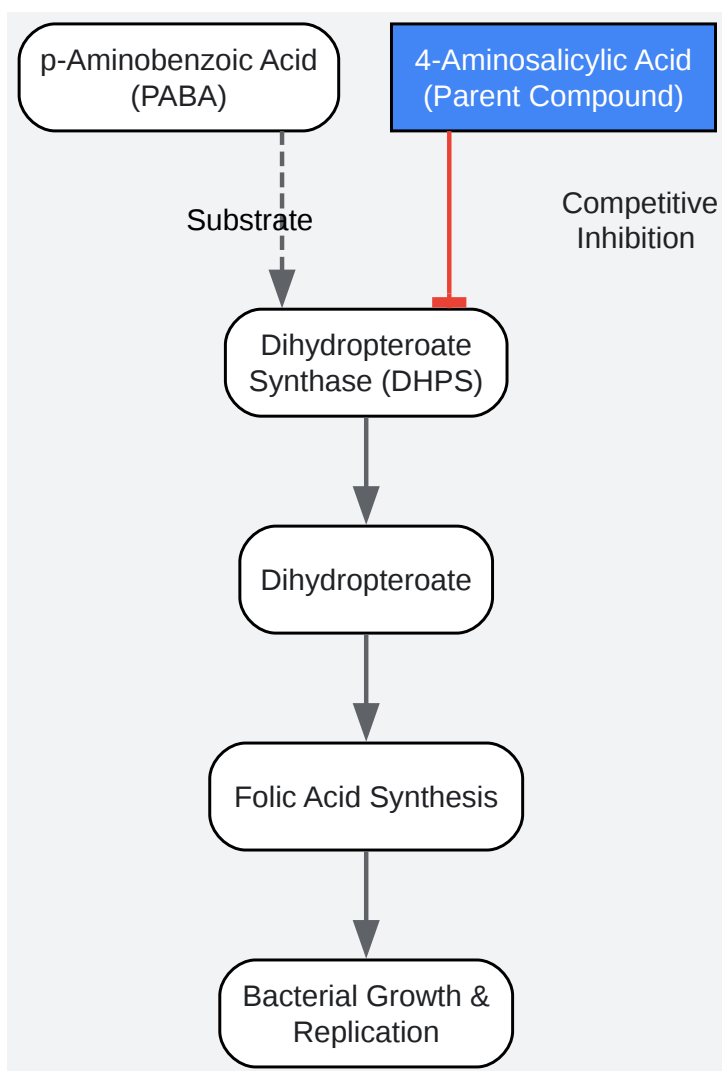 p-Aminobenzoic Acid
(PABA)
4-Aminosalicylic Acid
(Parent Compound)
Substrate
Competitive
Inhibition
Dihydropteroate
Synthase (DHPS)
Dihydropteroate
Folic Acid Synthesis
Bacterial Growth &
Replication